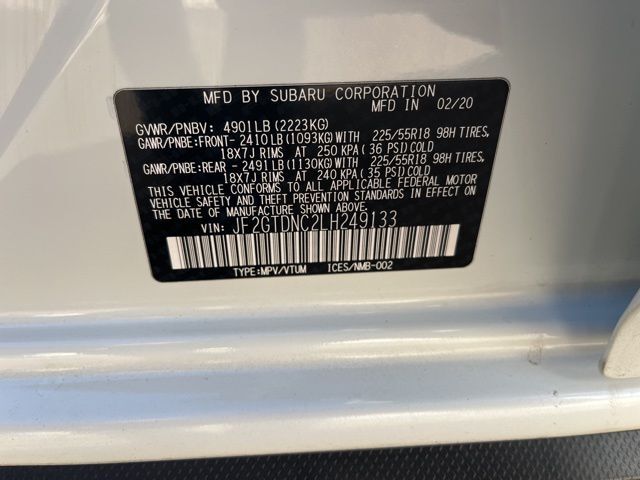 MFD BY SUBARU CORPORATION
MFD IN 02/20
GVWR/PNBV: 4901LB(2223KG)
GAWR/PNBE:FRONT- 2410LB(1093KG)WITH 225/55R18 98H TIRES,
18X7J RIMS AT 250 KPA(36 PSI)COLD
GAWR/PNBE:REAR - 2491LB(1130KG)WITH 225/55R18 98H TIRES,
18X7J RIMS AT 240 KPA(35 PSI)COLD
THIS VEHICLE CONFORMS TO ALL APPLICABLE FEDERAL MOTOR
VEHICLE SAFETY AND THEFT PREVENTION STANDARDS IN EFFECT ON THE
DATE OF MANUFACTURE SHOWN ABOVE.
VIN: JF2GTDNC2LH249133
TYPE:MPV/VTUM ICES/NMB-002